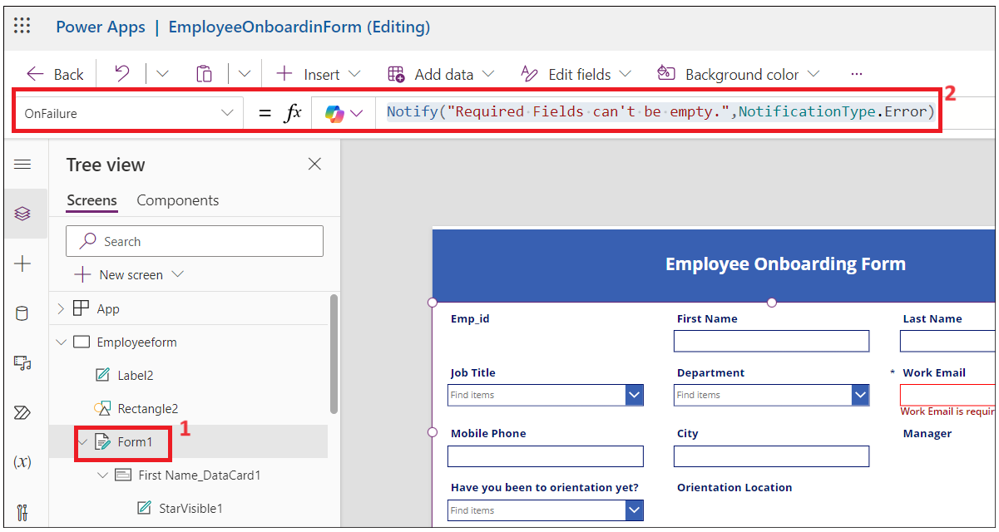 Power Apps | EmployeeOnboardinForm (Editing)
Back Insert Add data Edit fields Background color ...
OnFailure = fx Notify("Required Fields can't be empty.",NotificationType.Error) 2
Tree view
Screens Components
Search
New screen
App
Employeeform
Label2
Rectangle2
Form1 1
First Name_DataCard1
StarVisible1
(x)
Employee Onboarding Form
Emp_id First Name Last Name
Job Title Department * Work Email
Find items Find items
Work Email is requir
Mobile Phone City Manager
Have you been to orientation yet? Orientation Location
Find items